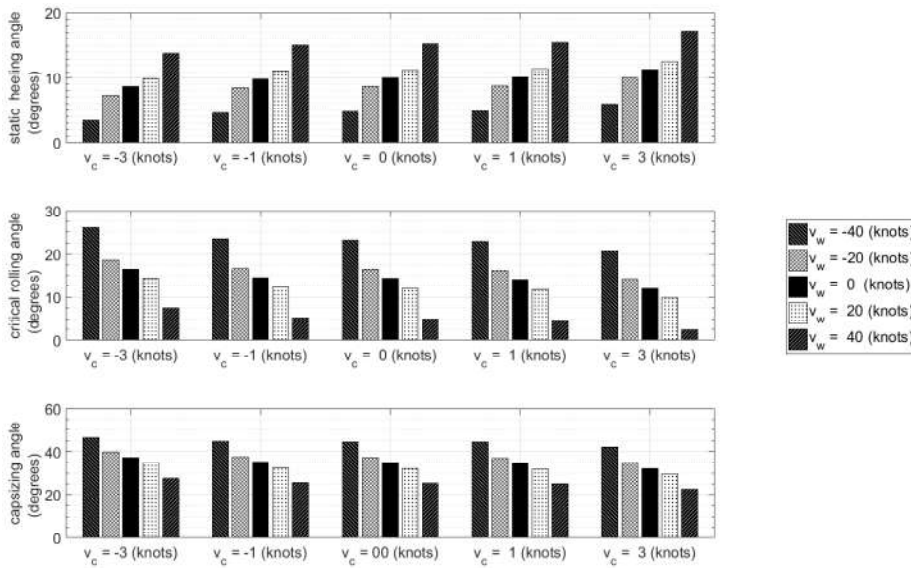 static heeing angle
(degrees)
20
15
10
5
0
v_c = -3 (knots)
v_c = -1 (knots)
v_c = 0 (knots)
v_c = 1 (knots)
v_c = 3 (knots)
critical rolling angle
(degrees)
30
20
10
0
v_c = -3 (knots)
v_c = -1 (knots)
v_c = 0 (knots)
v_c = 1 (knots)
v_c = 3 (knots)
v_w = -40 (knots)
v_w = -20 (knots)
v_w = 0 (knots)
v_w = 20 (knots)
v_w = 40 (knots)
capsizing angle
(degrees)
60
40
20
0
v_c = -3 (knots)
v_c = -1 (knots)
v_c =00 (knots)
v_c = 1 (knots)
v_c = 3 (knots)